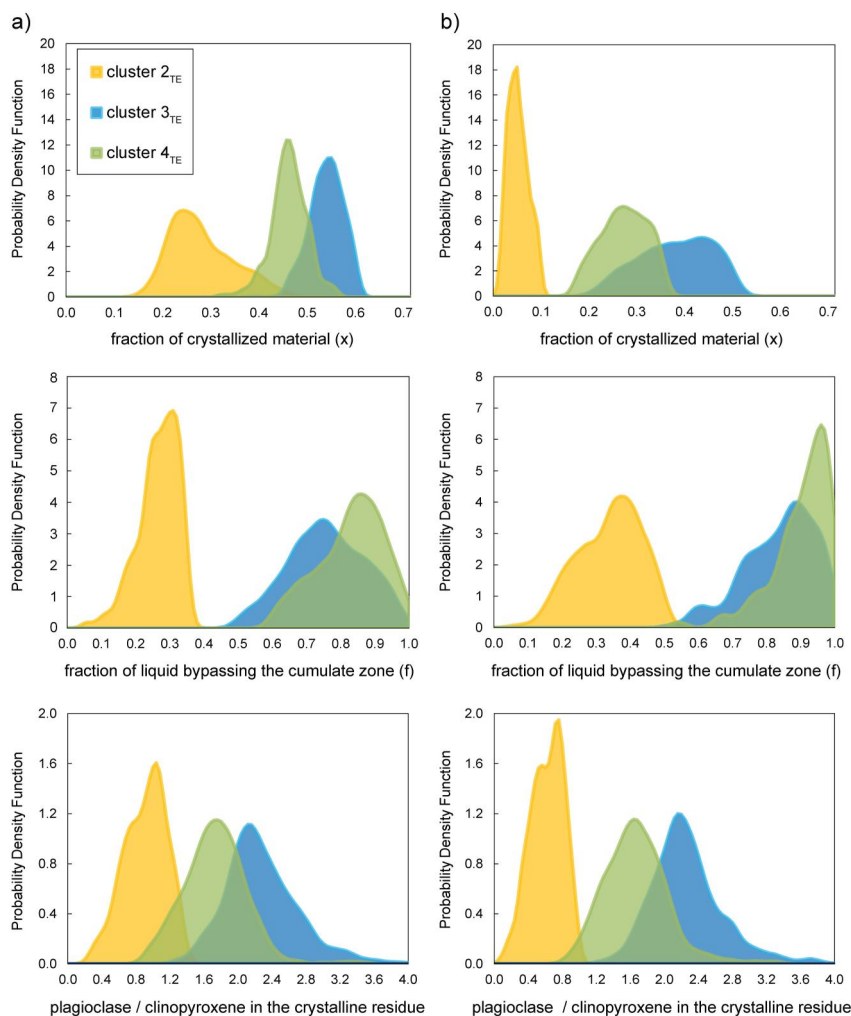 a)
20
18
16
14
12
10
8
6
4
2
0
Probability Density Function
cluster 2TE
cluster 3TE
cluster 4TE
0.0 0.1 0.2 0.3 0.4 0.5 0.6 0.7
fraction of crystallized material (x)
b)
20
18
16
14
12
10
8
6
4
2
0
Probability Density Function
0.0 0.1 0.2 0.3 0.4 0.5 0.6 0.7
fraction of crystallized material (x)
8
7
6
5
4
3
2
1
0
Probability Density Function
0.0 0.1 0.2 0.3 0.4 0.5 0.6 0.7 0.8 0.9 1.0
fraction of liquid bypassing the cumulate zone (f)
8
7
6
5
4
3
2
1
0
Probability Density Function
0.0 0.1 0.2 0.3 0.4 0.5 0.6 0.7 0.8 0.9 1.0
fraction of liquid bypassing the cumulate zone (f)
2.0
1.6
1.2
0.8
0.4
0.0
Probability Density Function
0.0 0.4 0.8 1.2 1.6 2.0 2.4 2.8 3.2 3.6 4.0
plagioclase / clinopyroxene in the crystalline residue
2.0
1.6
1.2
0.8
0.4
0.0
Probability Density Function
0.0 0.4 0.8 1.2 1.6 2.0 2.4 2.8 3.2 3.6 4.0
plagioclase / clinopyroxene in the crystalline residue